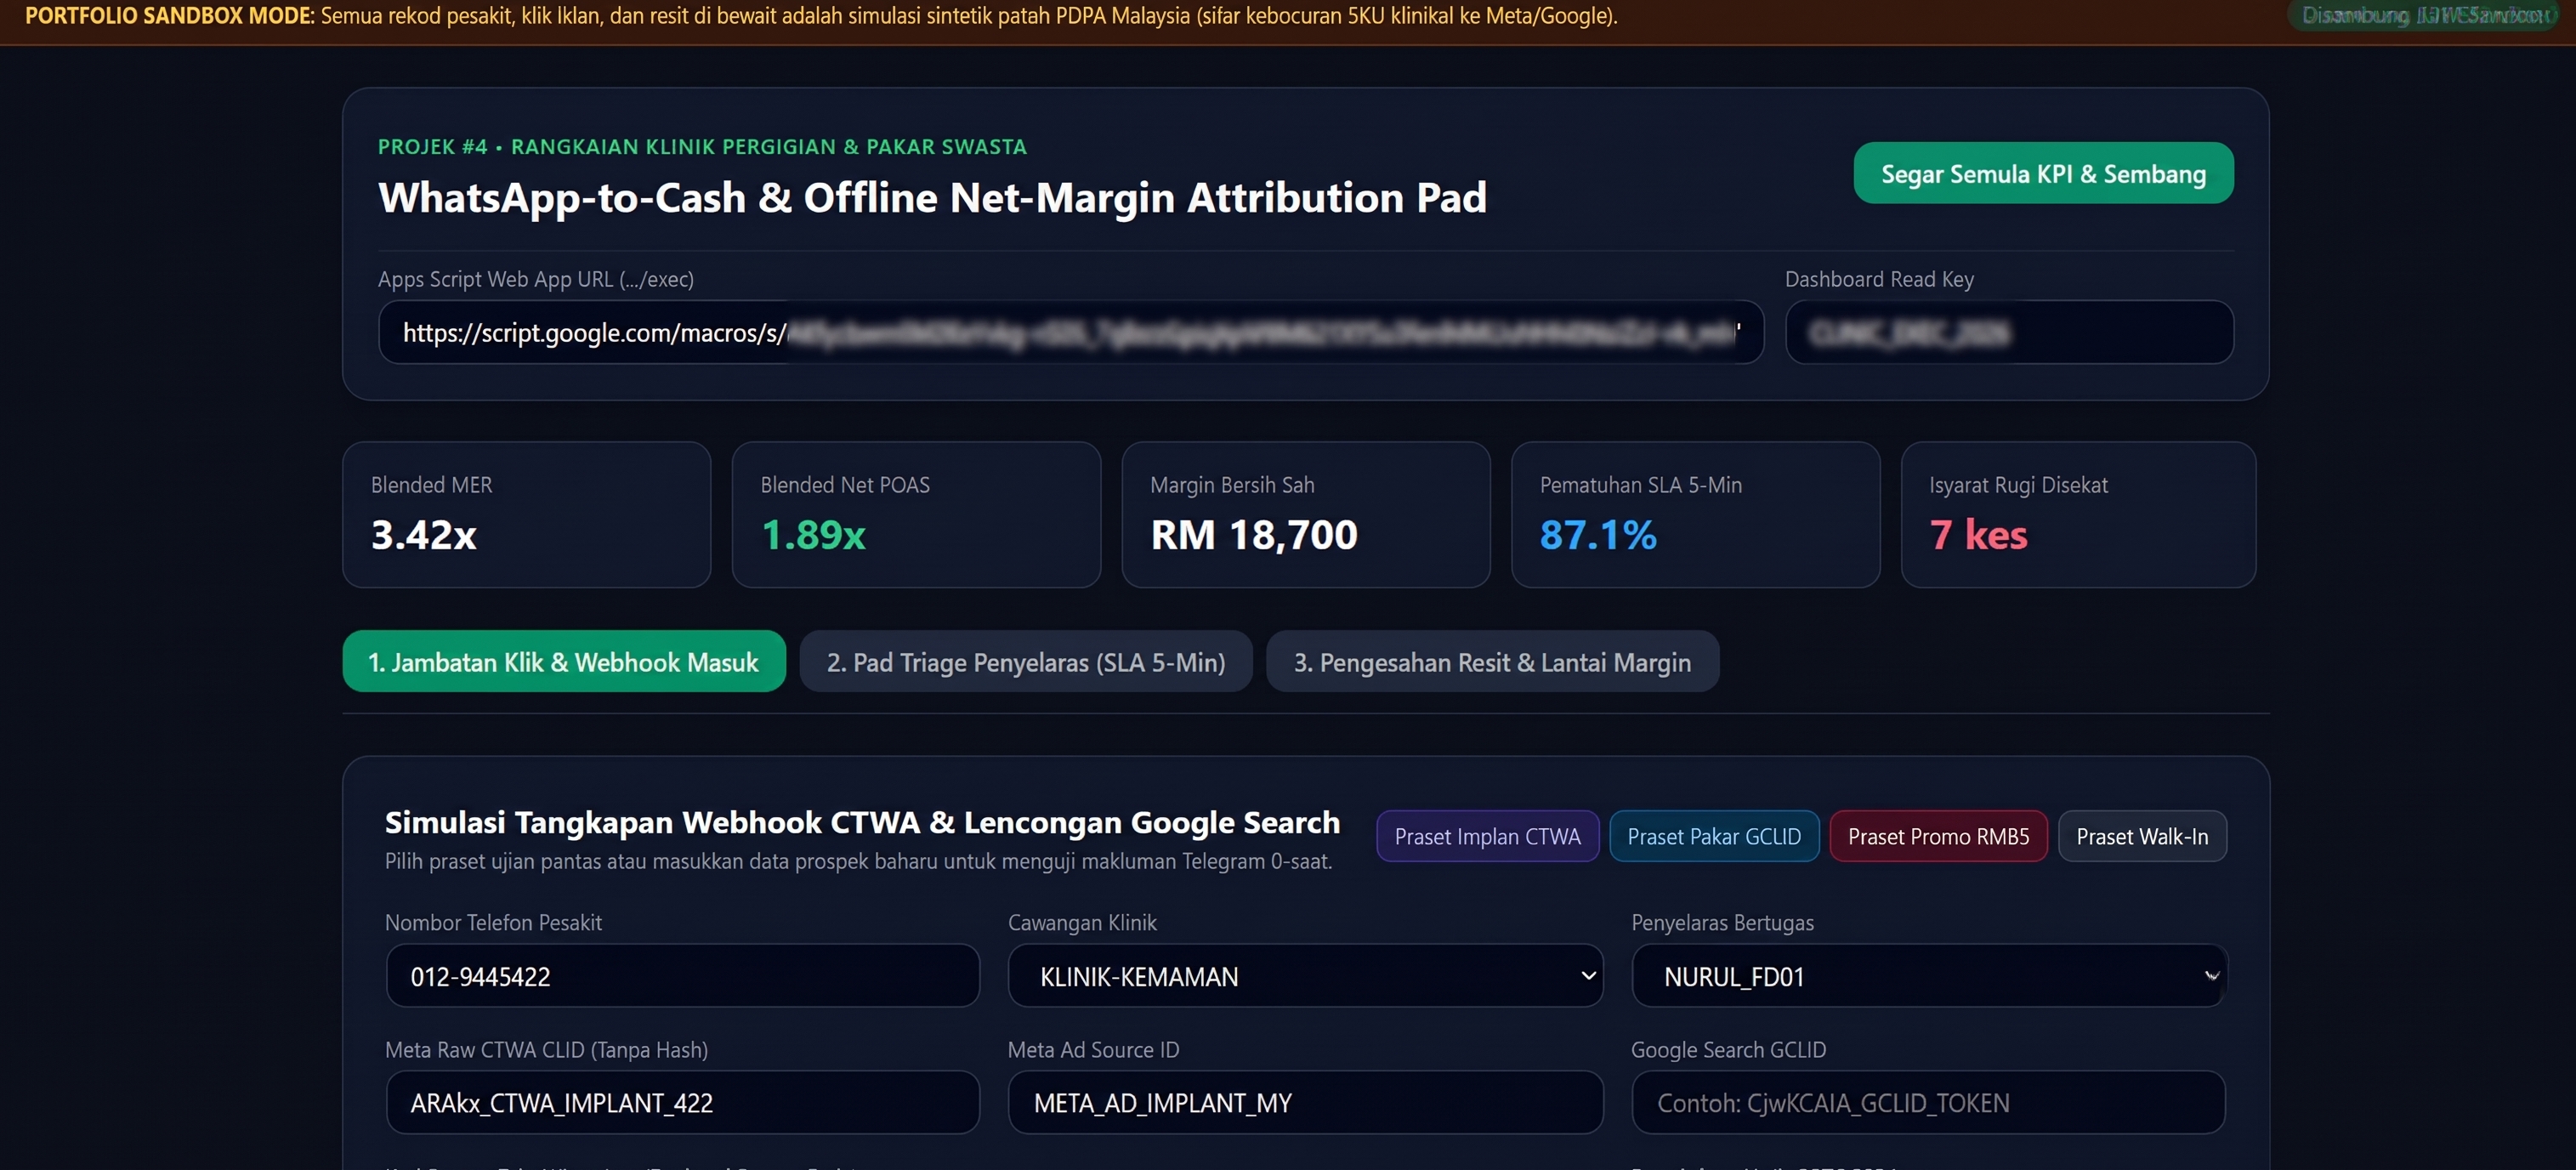 PORTFOLIO SANDBOX MODE: Semua rekod pesakit, klik Iklan, dan resit di bewait adalah simulasi sintetik patah PDPA Malaysia (sifar kebocuran 5KU klinikal ke Meta/Google).
PROJEK #4 • RANGKAIAN KLINIK PERGIGIAN & PAKAR SWASTA
WhatsApp-to-Cash & Offline Net-Margin Attribution Pad
Segar Semula KPI & Sembang
Apps Script Web App URL (.../exec)
Dashboard Read Key
https://script.google.com/macros/s/
Blended MER
3.42x
Blended Net POAS
1.89x
Margin Bersih Sah
RM 18,700
Pematuhan SLA 5-Min
87.1%
Isyarat Rugi Disekat
7 kes
1. Jambatan Klik & Webhook Masuk
2. Pad Triage Penyelaras (SLA 5-Min)
3. Pengesahan Resit & Lantai Margin
Simulasi Tangkapan Webhook CTWA & Lencongan Google Search
Pilih praset ujian pantas atau masukkan data prospek baharu untuk menguji makluman Telegram 0-saat.
Praset Implan CTWA
Praset Pakar GCLID
Praset Promo RMB5
Praset Walk-In
Nombor Telefon Pesakit
Cawangan Klinik
Penyelaras Bertugas
012-9445422
KLINIK-KEMAMAN
NURUL_FD01
Meta Raw CTWA CLID (Tanpa Hash)
Meta Ad Source ID
Google Search GCLID
ARAkx_CTWA_IMPLANT_422
META_AD_IMPLANT_MY
Contoh: CjwKCAIA_GCLID_TOKEN